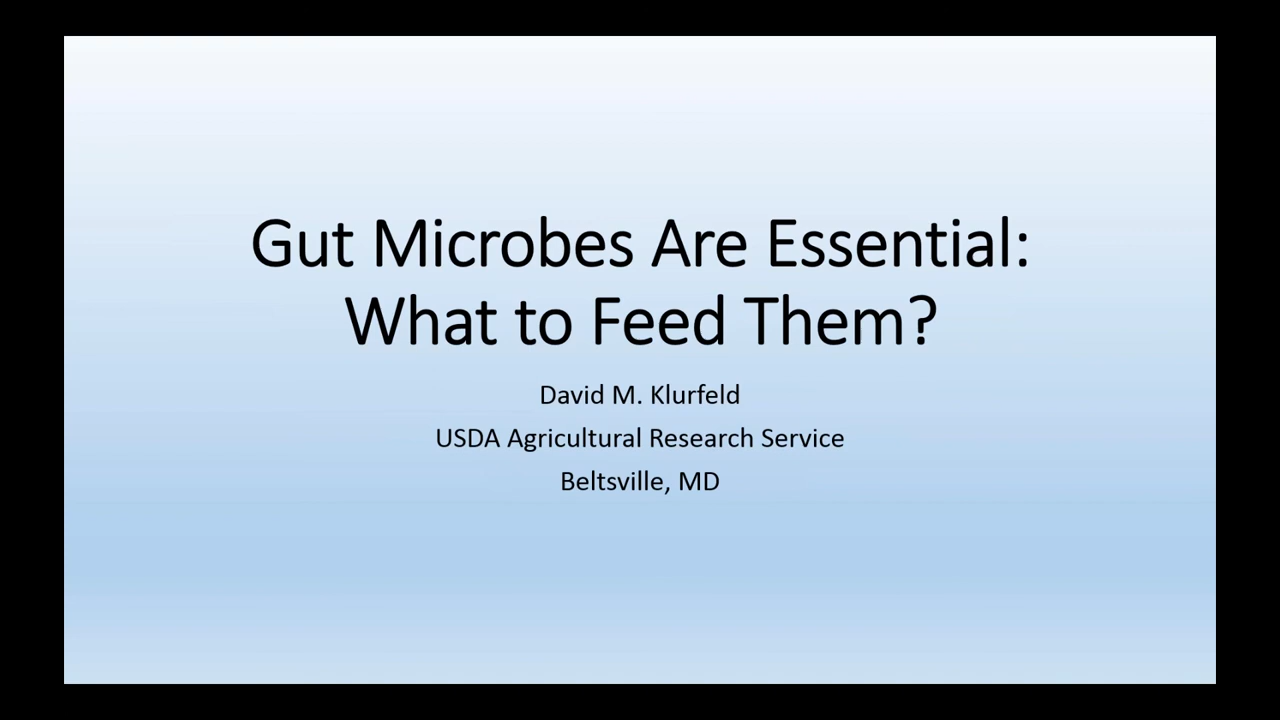 Gut Microbes Are Essential:
What to Feed Them?
David M. Klurfeld
USDA Agricultural Research Service
Beltsville, MD